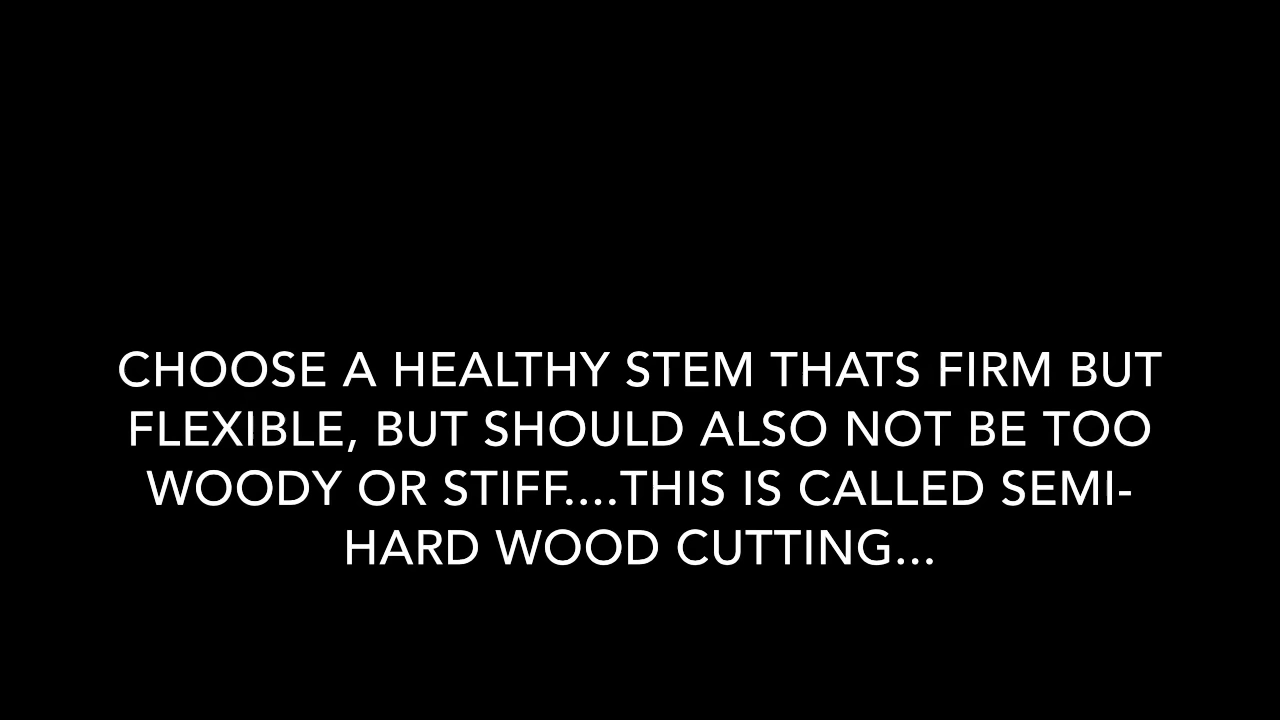 CHOOSE A HEALTHY STEM THATS FIRM BUT
FLEXIBLE, BUT SHOULD ALSO NOT BE TOO
WOODY OR STIFF....THIS IS CALLED SEMI-
HARD WOOD CUTTING...